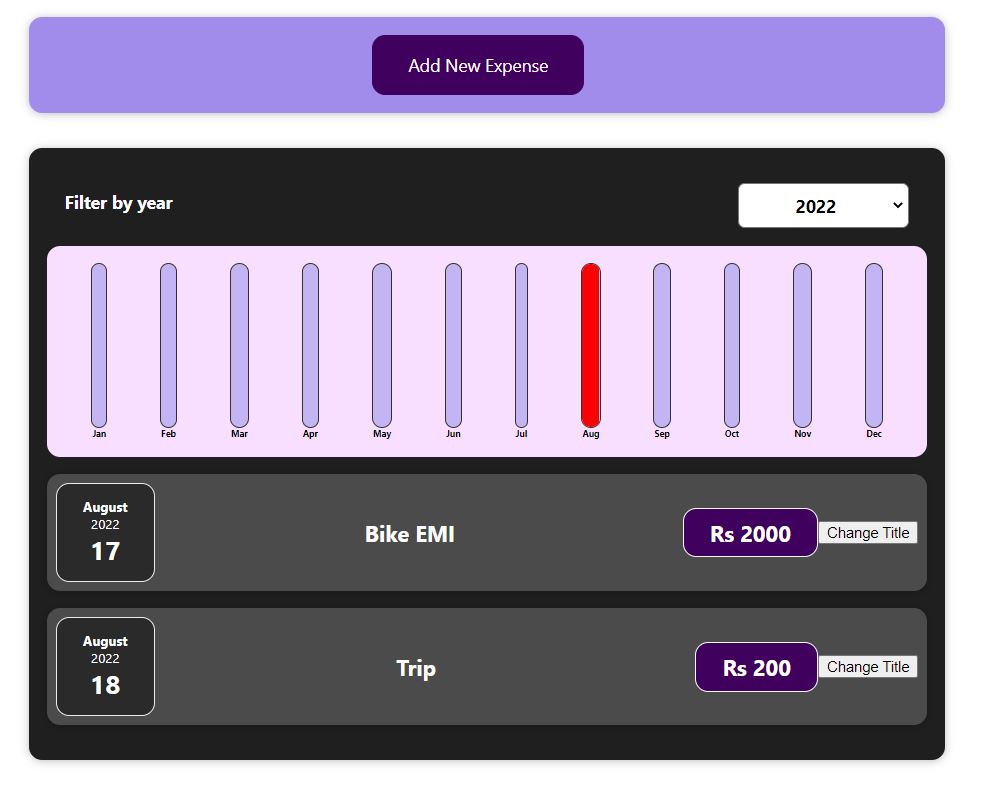 Add New Expense
Filter by year
2022
Jan Feb Mar Apr May Jun Jul Aug Sep Oct Nov Dec
August
2022
17
Bike EMI
Rs 2000
Change Title
August
2022
18
Trip
Rs 200
Change Title